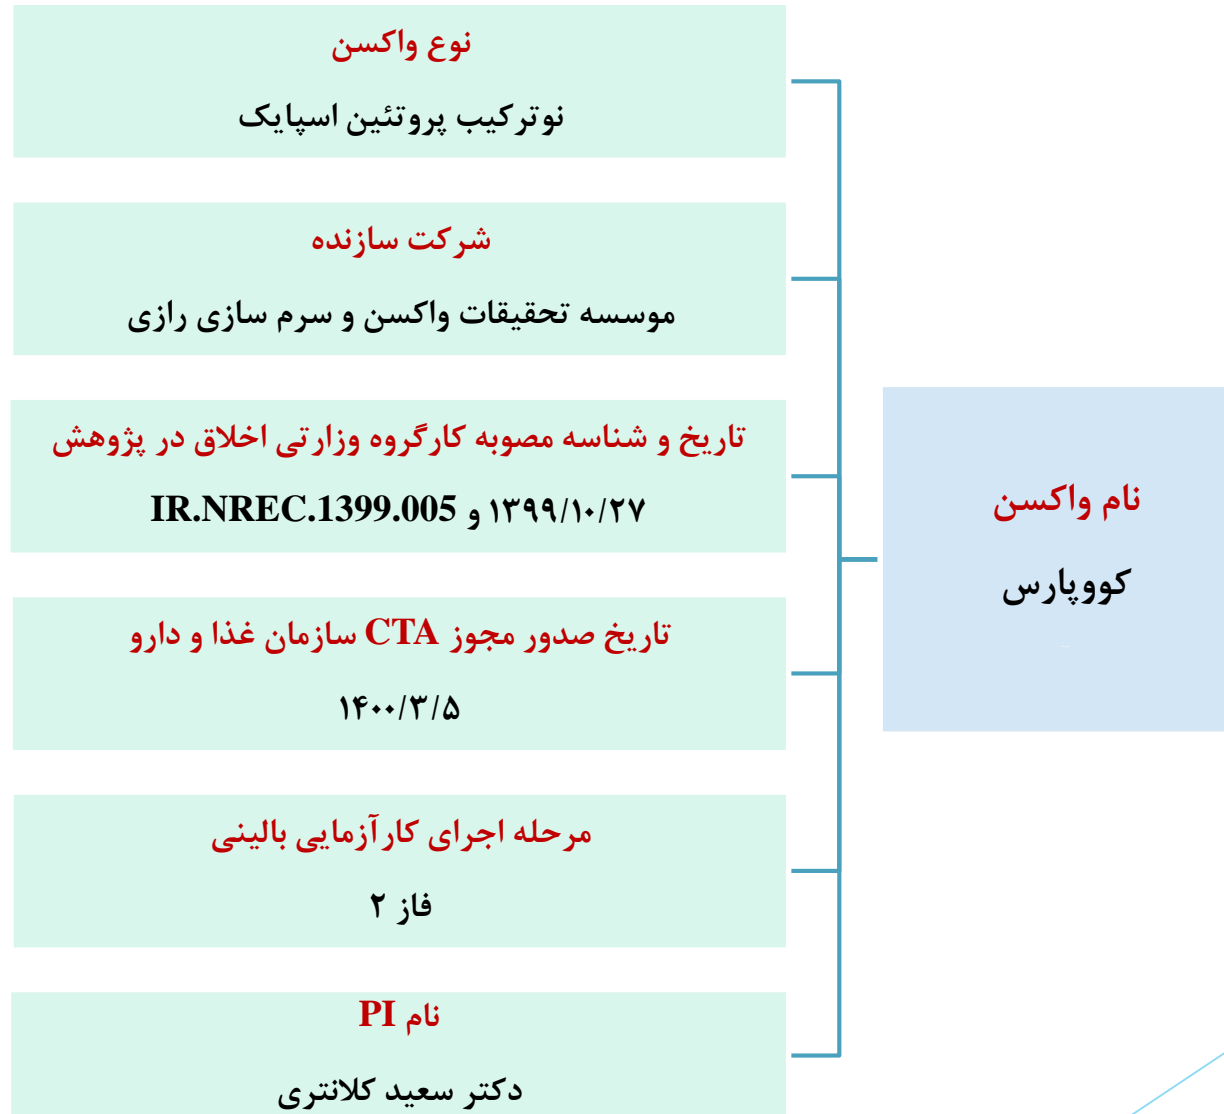 نام واکسن
کووپارس
نوع واکسن
نوترکیب پروتئین اسپایک
شرکت سازنده
موسسه تحقیقات واکسن و سرم سازی رازی
تاریخ و شناسه مصوبه کارگروه وزارتی اخلاق در پژوهش
۱۳۹۹/۱۰/۲۷ و IR.NREC.1399.005
تاریخ صدور مجوز CTA سازمان غذا و دارو
۱۴۰۰/۳/۵
مرحله اجرای کارآزمایی بالینی
فاز ۲
نام PI
دکتر سعید کلانتری